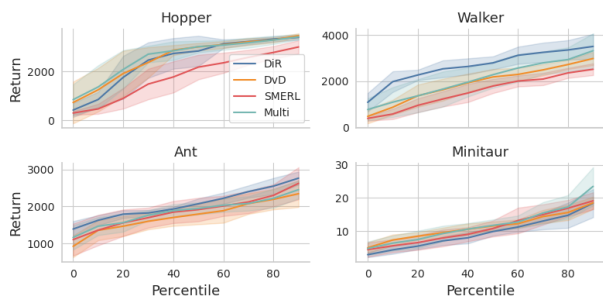 Hopper
Return
2000
0
DiR
DvD
SMERL
Multi
Walker
4000
2000
0
Ant
Return
3000
2000
1000
0 20 40 60 80
Percentile
Minitaur
30
20
10
0 20 40 60 80
Percentile